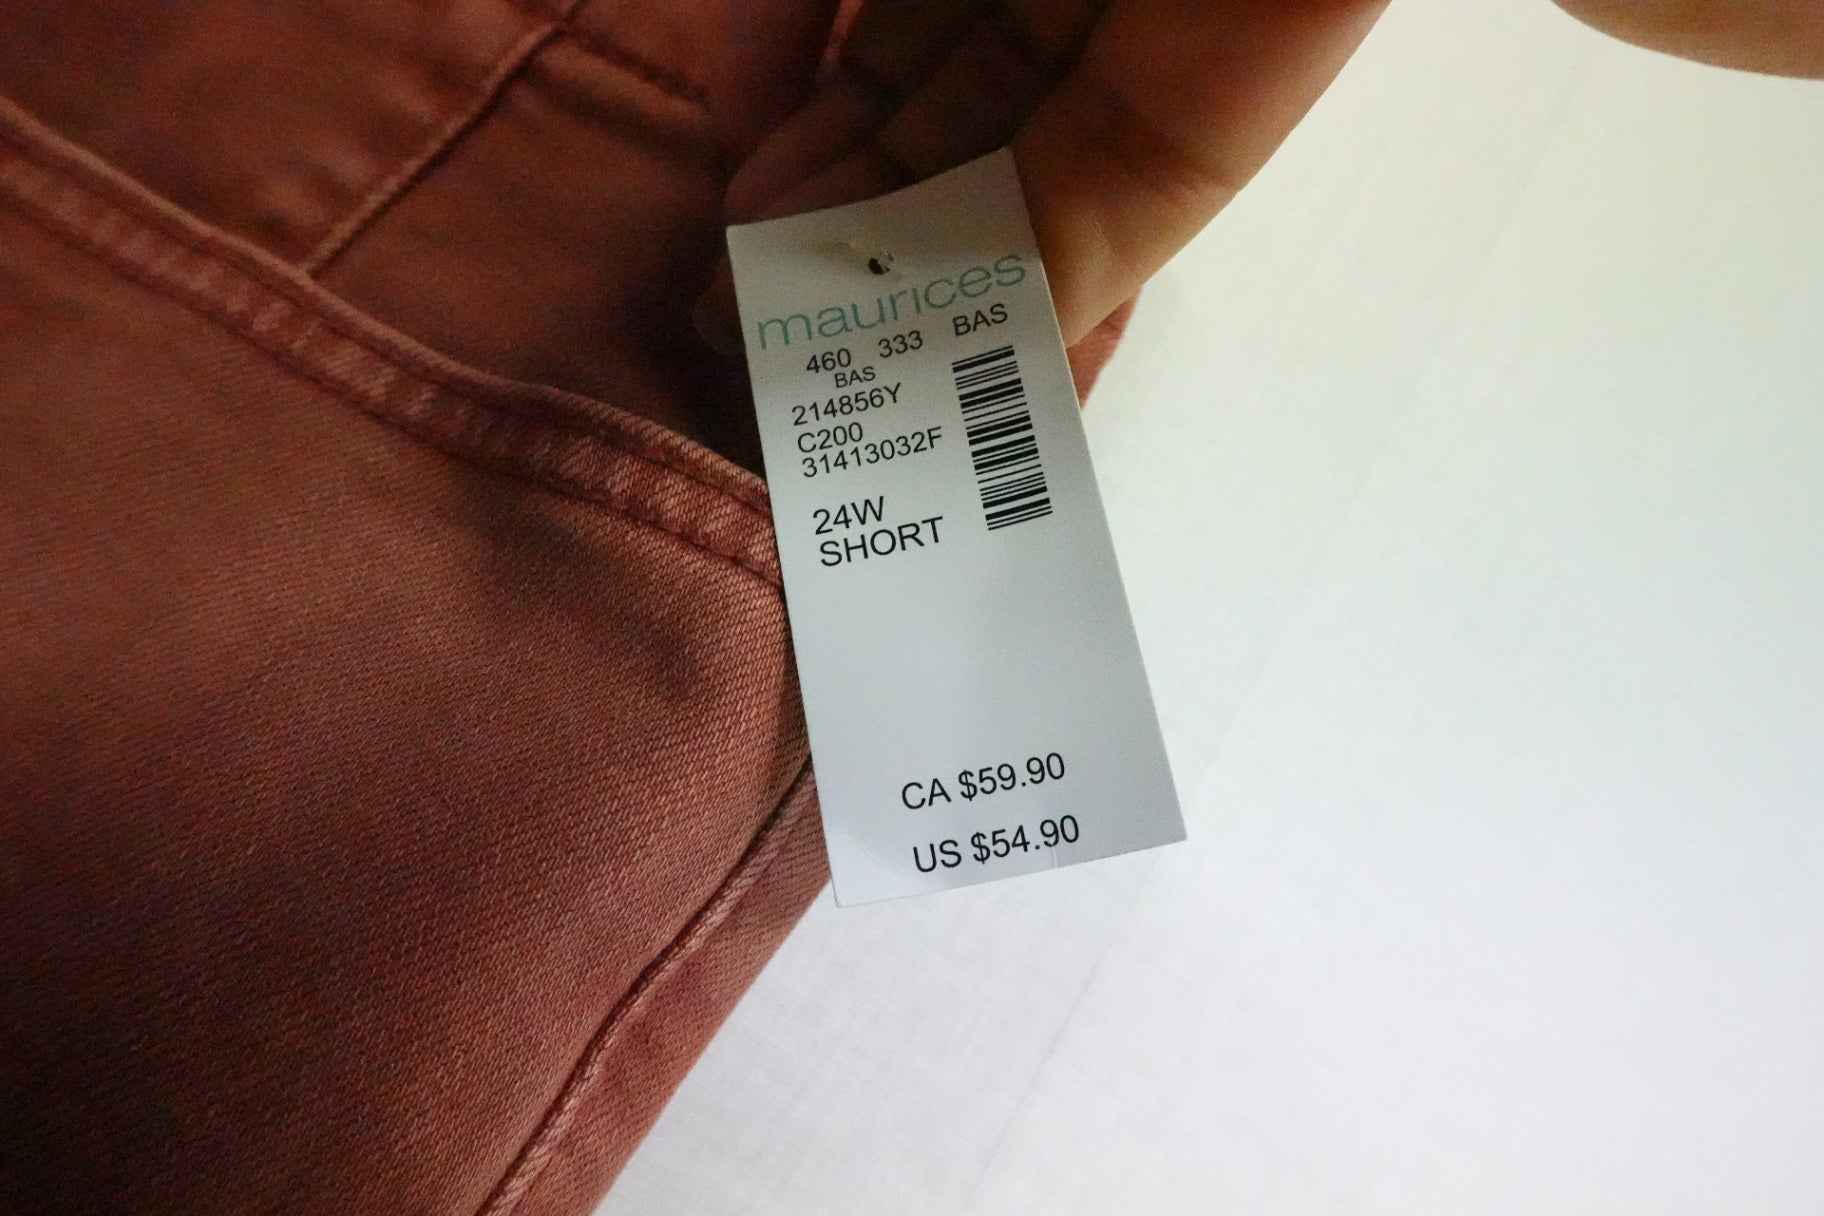 maurices
460 333 BAS
BAS
214856Y
C200
31413032F
24W
SHORT
CA $59.90
US $54.90